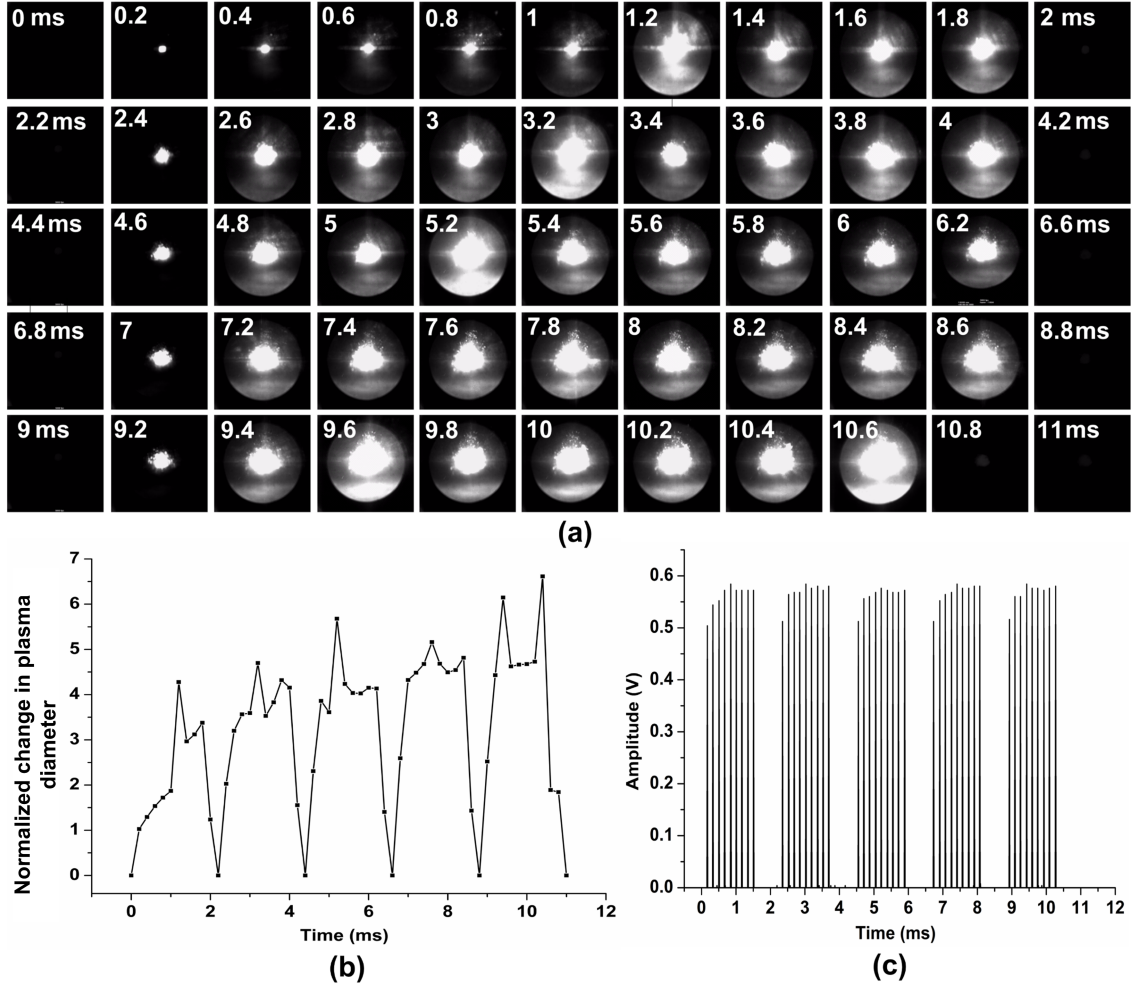 0 ms 0.2 0.4 0.6 0.8 1 1.2 1.4 1.6 1.8 2 ms
2.2 ms 2.4 2.6 2.8 3 3.2 3.4 3.6 3.8 4 4.2 ms
4.4 ms 4.6 4.8 5 5.2 5.4 5.6 5.8 6 6.2 6.6 ms
6.8 ms 7 7.2 7.4 7.6 7.8 8 8.2 8.4 8.6 8.8 ms
9 ms 9.2 9.4 9.6 9.8 10 10.2 10.4 10.6 10.8 11 ms
(a)
Normalized change in plasma
diameter
7
6
5
4
3
2
1
0
0 2 4 6 8 10 12
Time (ms)
(b)
Amplitude (V)
0.6
0.5
0.4
0.3
0.2
0.1
0.0
0 1 2 3 4 5 6 7 8 9 10 11 12
Time (ms)
(c)